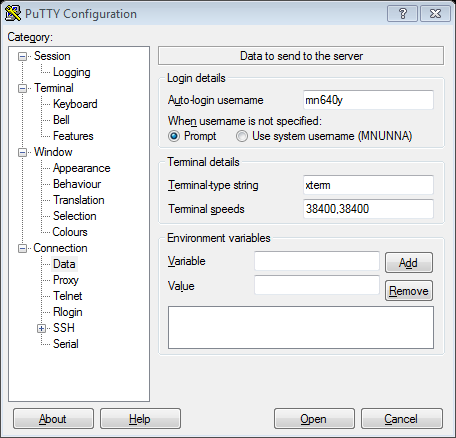 PuTTY Configuration
Category:
Session
Logging
Terminal
Keyboard
Bell
Features
Window
Appearance
Behaviour
Translation
Selection
Colours
Connection
Data
Proxy
Telnet
Rlogin
SSH
Serial
Data to send to the server
Login details
Auto-login username mn640y
When username is not specified:
Prompt Use system username (MNUNNA)
Terminal details
Terminal-type string xterm
Terminal speeds 38400,38400
Environment variables
Variable Add
Value Remove
About Help Open Cancel